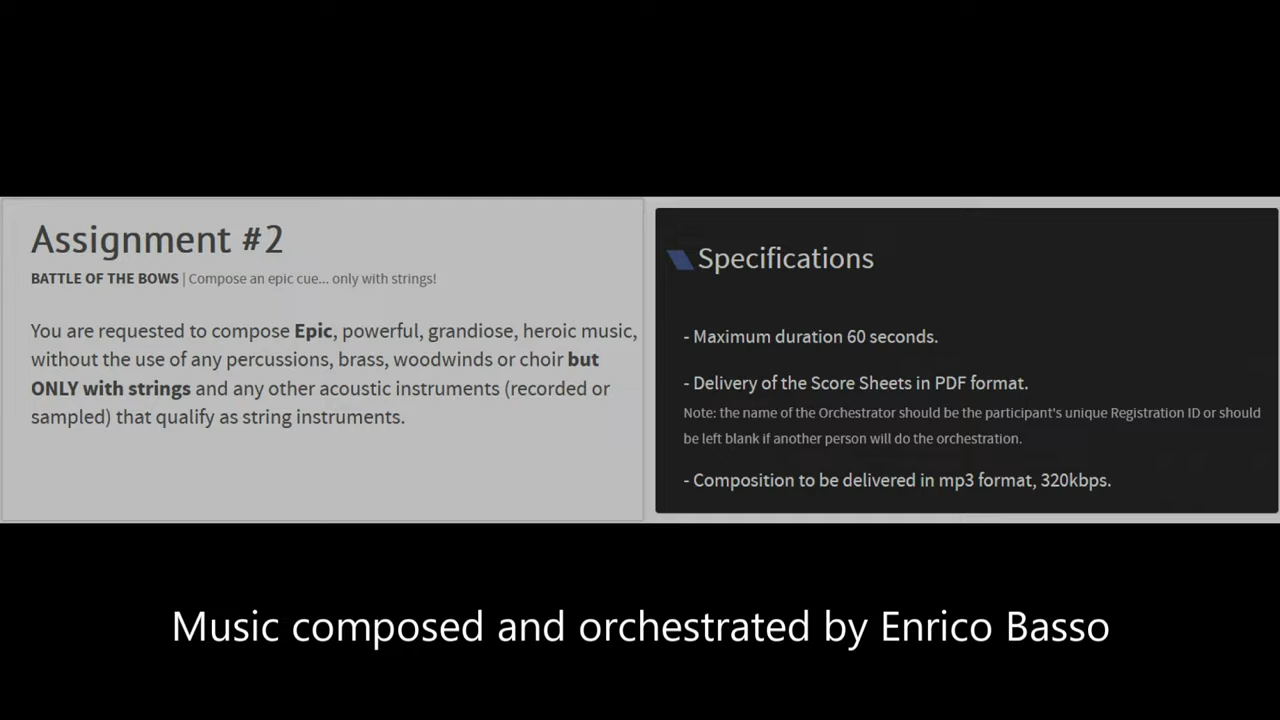 Assignment #2
BATTLE OF THE BOWS | Compose an epic cue... only with strings!
You are requested to compose Epic, powerful, grandiose, heroic music,
without the use of any percussions, brass, woodwinds or choir but
ONLY with strings and any other acoustic instruments (recorded or
sampled) that qualify as string instruments.
Specifications
- Maximum duration 60 seconds.
- Delivery of the Score Sheets in PDF format.
Note: the name of the Orchestrator should be the participant's unique Registration ID or should
be left blank if another person will do the orchestration.
- Composition to be delivered in mp3 format, 320kbps.
Music composed and orchestrated by Enrico Basso